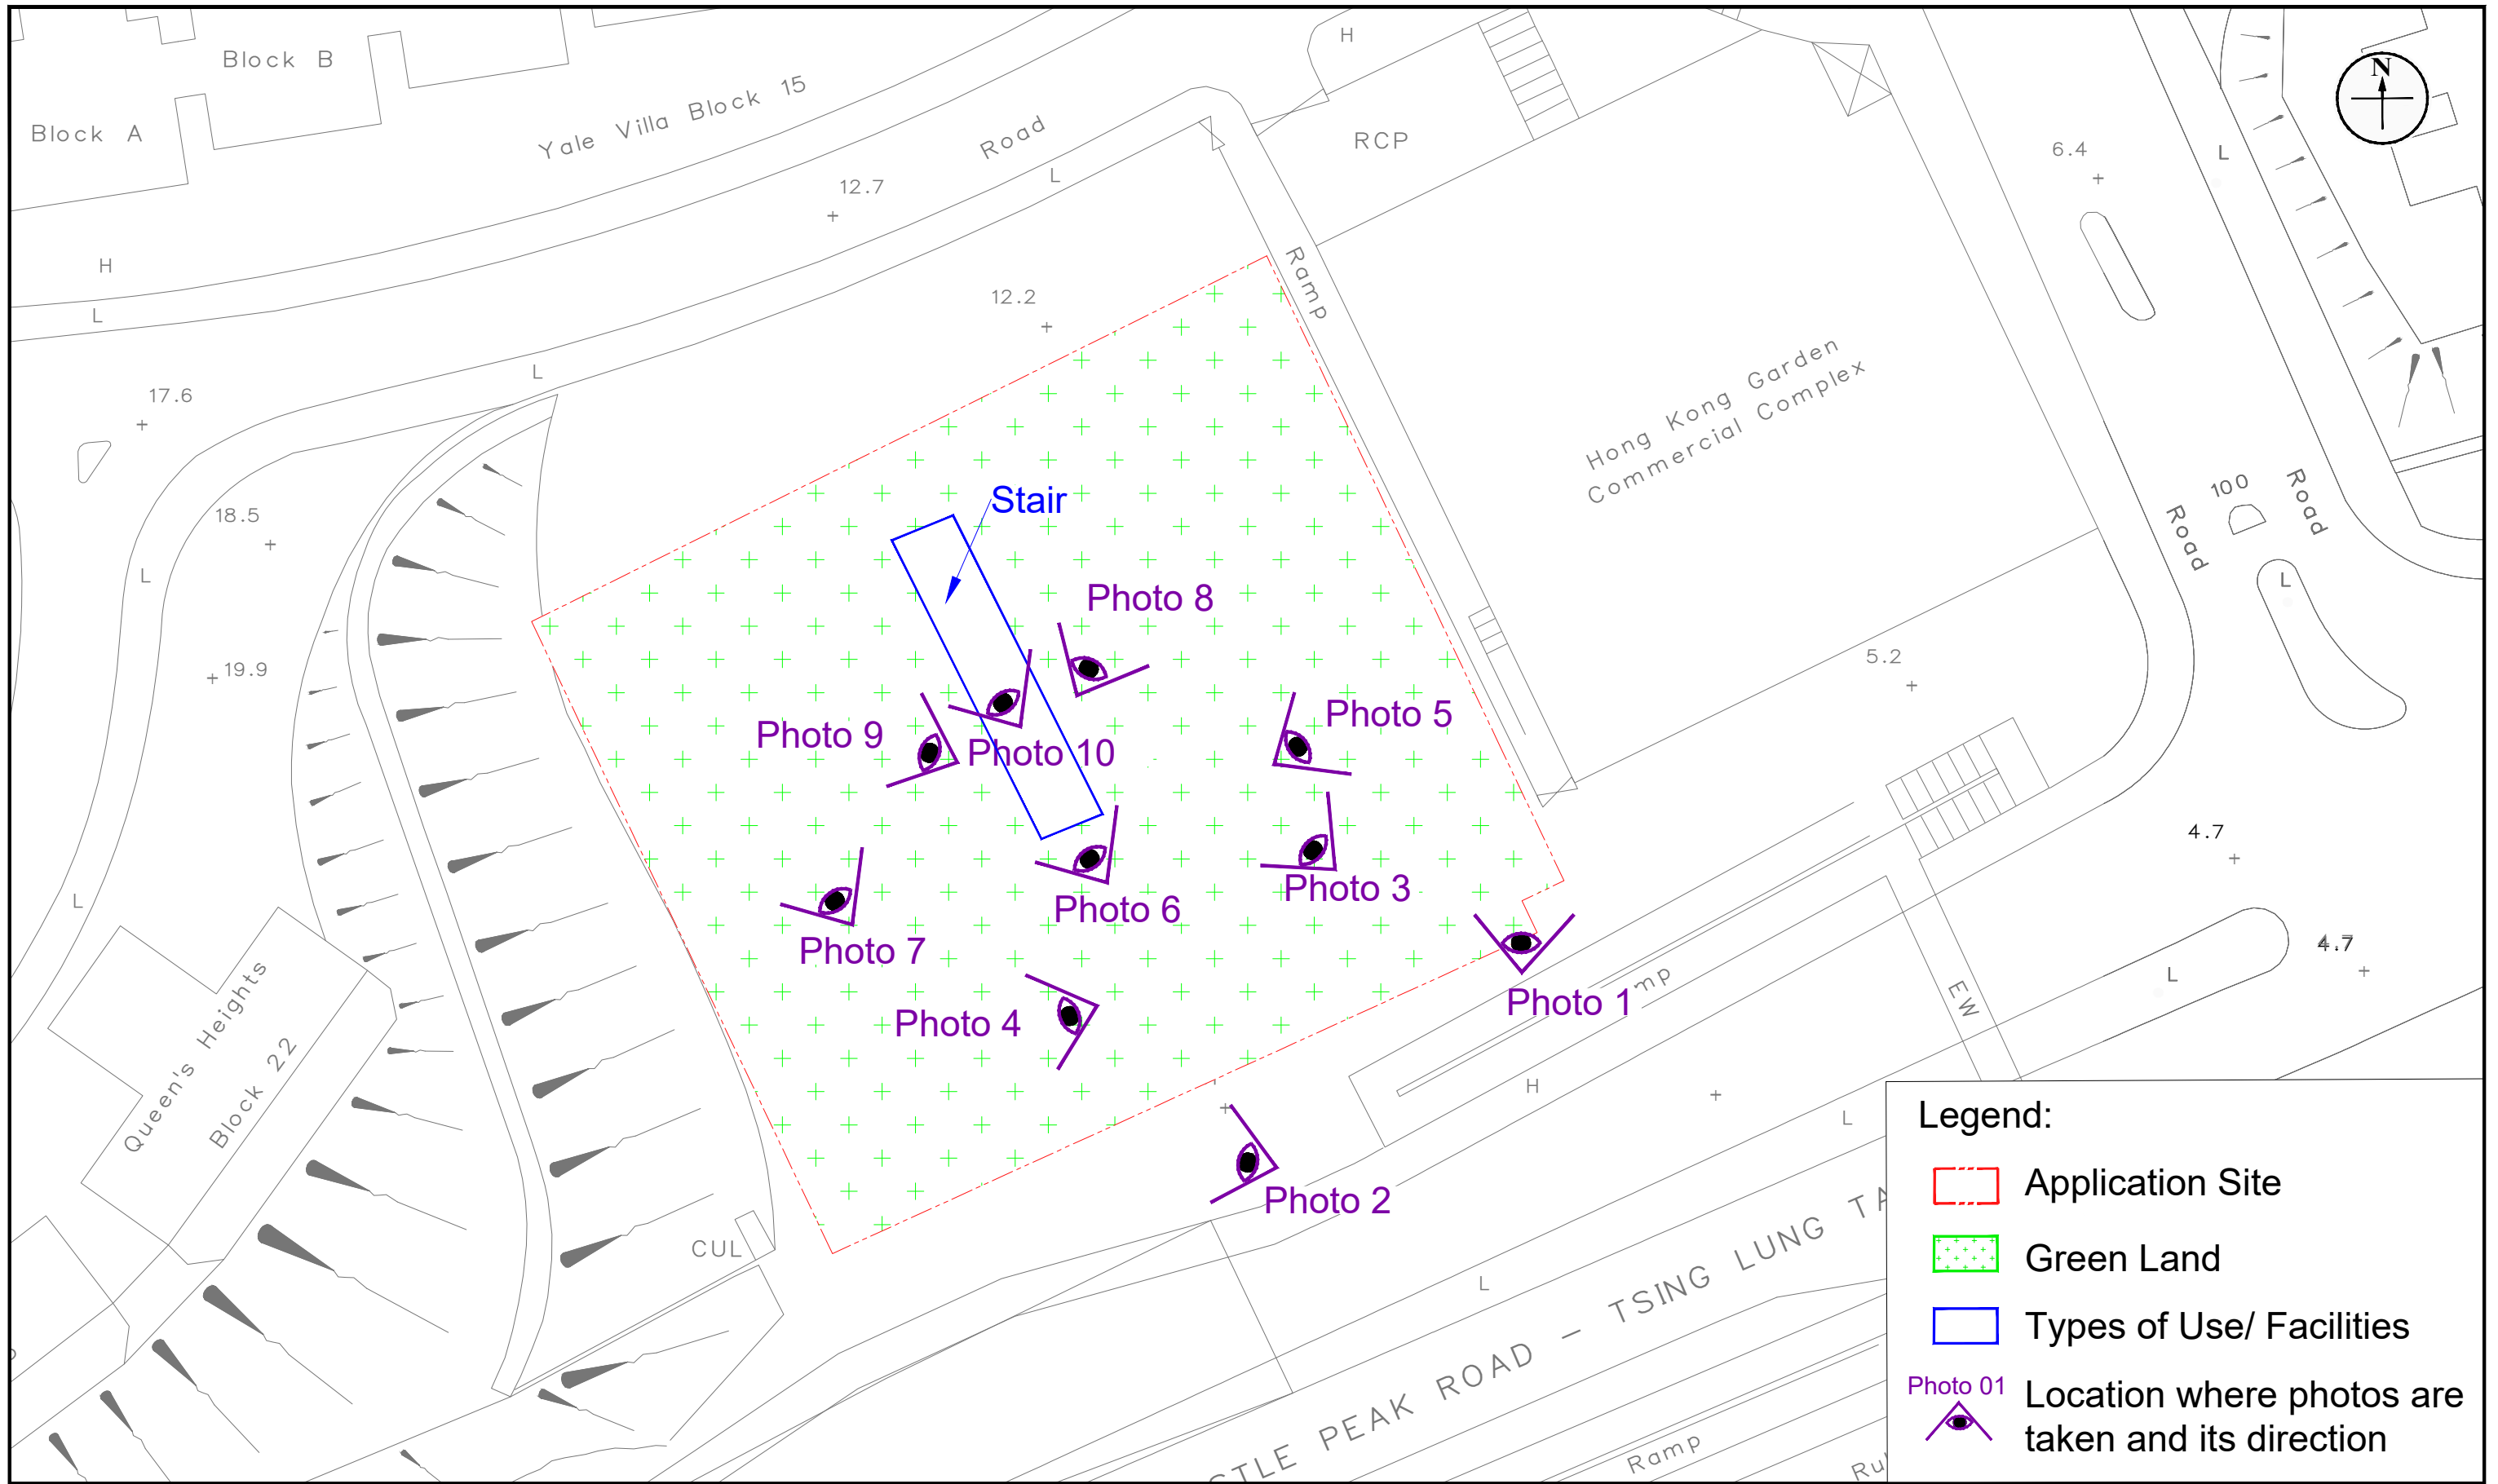 Block B
H
N
Block A
Yale Villa Block 15
Road
RCP
6.4
L
L
12.7
H
L
Ramp
12.2
L
17.6
Hong Kong Garden
Commercial Complex
100
Road
Road
Stair
18.5
L
L
Photo 8
5.2
19.9
Photo 5
Photo 9
Photo 10
4.7
Photo 3
L
Photo 6
Photo 7
4.7
L
Photo 1
EW
Photo 4
Queen's Heights
Block 22
H
L
Photo 2
CUL
L
PEAK ROAD – TSING LUNG
Ramp
Legend:
Application Site
Green Land
Types of Use/ Facilities
Photo 01
Location where photos are
taken and its direction